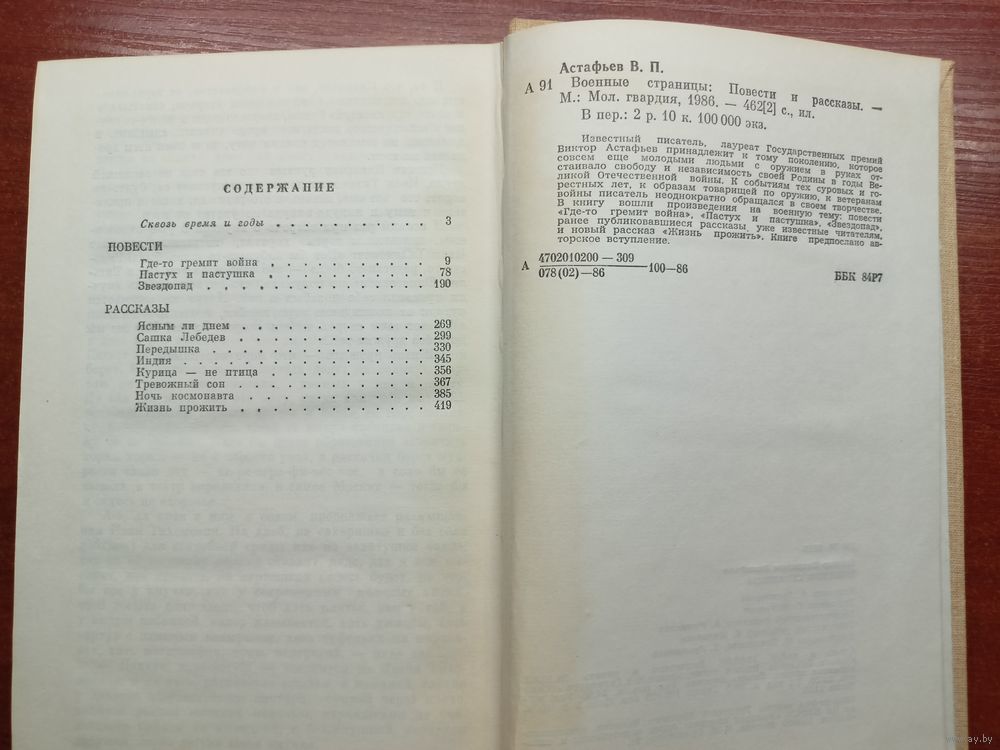 СОДЕРЖАНИЕ
Сквозь время и годы . . . . . . . . . . . 3
ПОВЕСТИ
Где-то гремит война . . . . . . . . . . . 9
Пастух и пастушка . . . . . . . . . . . 78
Звездопад . . . . . . . . . . . . . . 190
РАССКАЗЫ
Ясным ли днем . . . . . . . . . . . . 269
Сашка Лебедев . . . . . . . . . . . . 299
Передышка . . . . . . . . . . . . . . 330
Индия . . . . . . . . . . . . . . . . 345
Курица — не птица . . . . . . . . . . 356
Тревожный сон . . . . . . . . . . . . 367
Ночь космонавта . . . . . . . . . . . 385
Жизнь прожить . . . . . . . . . . . . 419
Астафьев В. П.
А 91 Военные страницы: Повести и рассказы. —
М.: Мол. гвардия, 1986. — 462[2] с., ил.
В пер.: 2 р. 10 к. 100 000 экз.
Известный писатель, лауреат Государственных премий
Виктор Астафьев принадлежит к тому поколению, которое
совсем еще молодыми людьми с оружием в руках от-
стаивало свободу и независимость своей Родины в годы Ве-
ликой Отечественной войны. К событиям тех суровых и го-
рестных лет, к образам товарищей по оружию, к ветеранам
войны писатель неоднократно обращался в своем творчестве.
В книгу вошли произведения на военную тему: повести
«Где-то гремит война», «Пастух и пастушка», «Звездопад»,
ранее публиковавшиеся рассказы, уже известные читателям,
и новый рассказ «Жизнь прожить». Книге предпослано ав-
торское вступление.
А 4702010200—309
078(02)—86 100—86
ББК 84Р7
www.ay.by